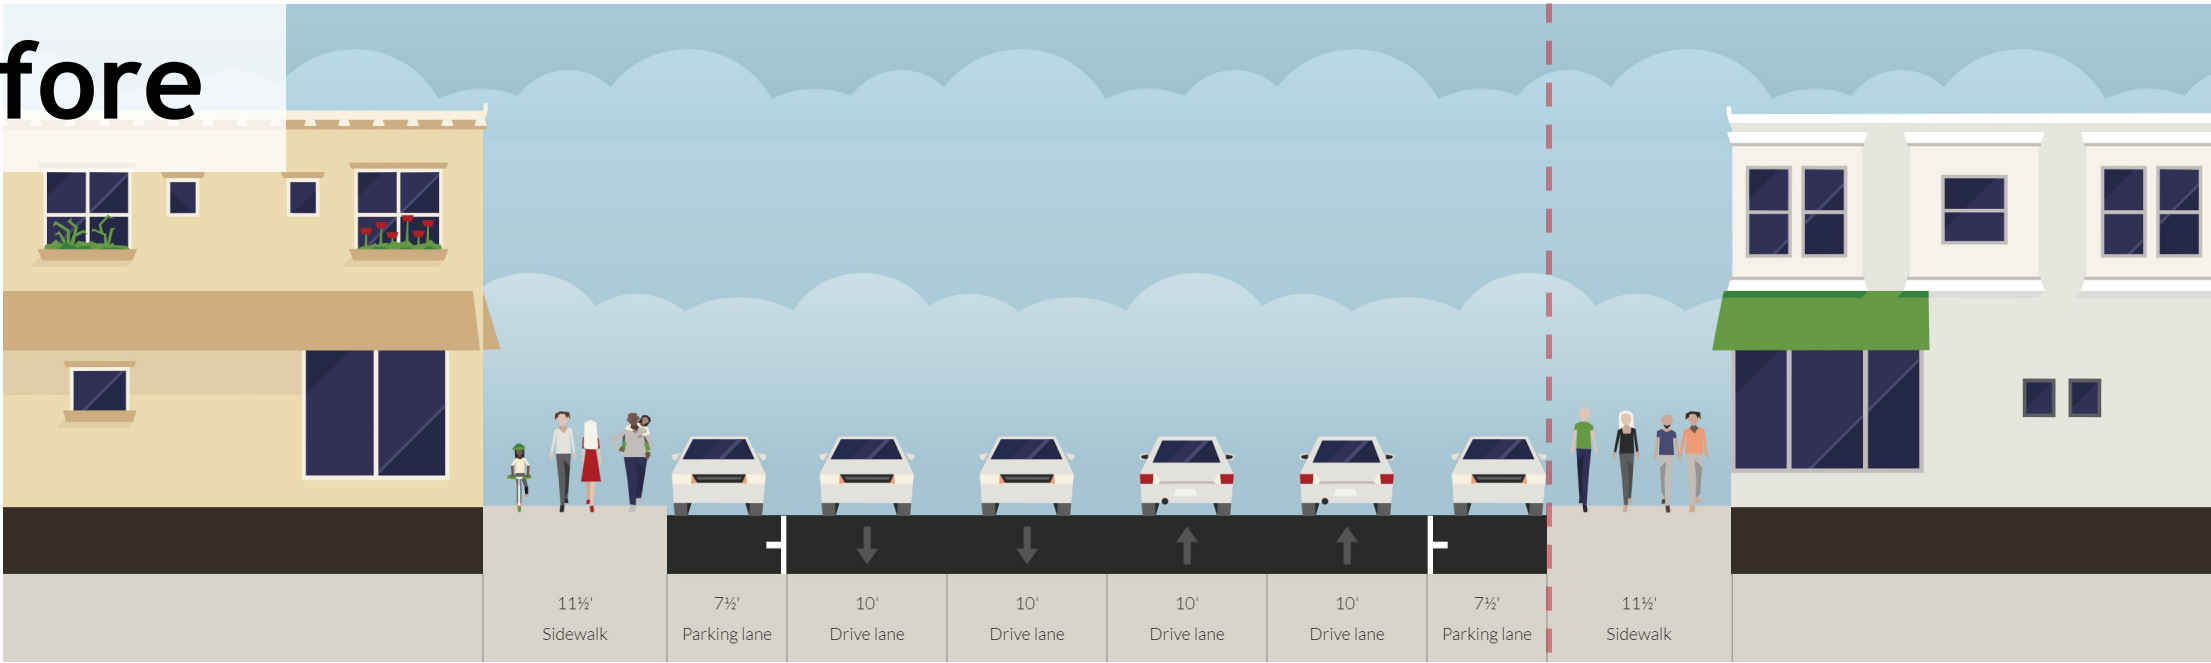 fore
11½' 7½' 10' 10' 10' 10' 7½' 11½'
Sidewalk Parking lane Drive lane Drive lane Drive lane Drive lane Parking lane Sidewalk